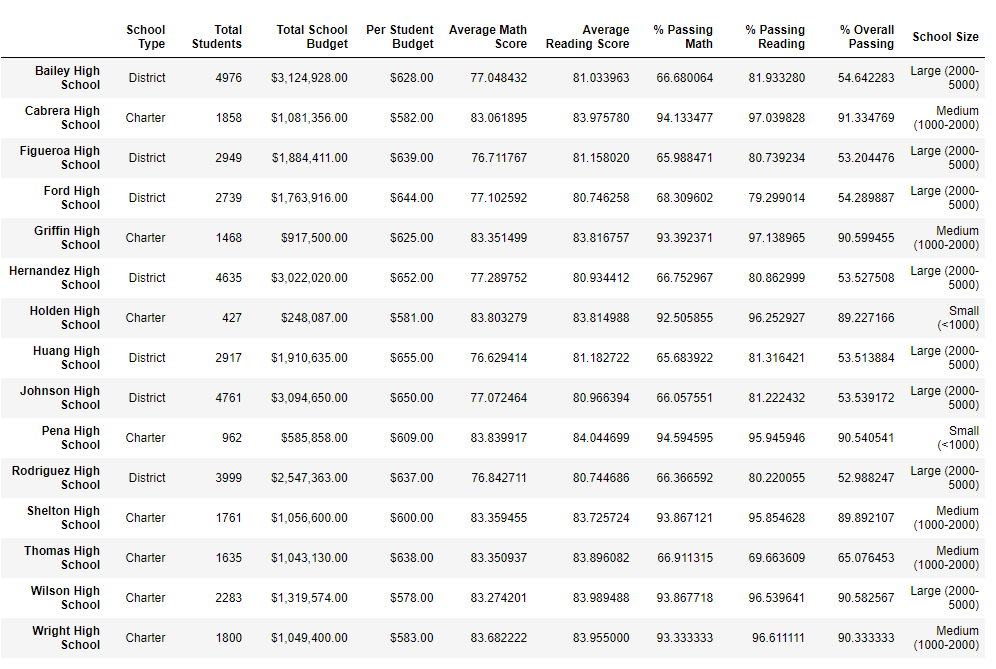 School Type Total Students Total School Budget Per Student Budget Average Math Score Average Reading Score % Passing Math % Passing Reading % Overall Passing School Size
Bailey High School District 4976 $3,124,928.00 $628.00 77.048432 81.033963 66.680064 81.933280 54.642283 Large (2000-5000)
Cabrera High School Charter 1858 $1,081,356.00 $582.00 83.061895 83.975780 94.133477 97.039828 91.334769 Medium (1000-2000)
Figueroa High School District 2949 $1,884,411.00 $639.00 76.711767 81.158020 65.988471 80.739234 53.204476 Large (2000-5000)
Ford High School District 2739 $1,763,916.00 $644.00 77.102592 80.746258 68.309602 79.299014 54.289887 Large (2000-5000)
Griffin High School Charter 1468 $917,500.00 $625.00 83.351499 83.816757 93.392371 97.138965 90.599455 Medium (1000-2000)
Hernandez High School District 4635 $3,022,020.00 $652.00 77.289752 80.934412 66.752967 80.862999 53.527508 Large (2000-5000)
Holden High School Charter 427 $248,087.00 $581.00 83.803279 83.814988 92.505855 96.252927 89.227166 Small (<1000)
Huang High School District 2917 $1,910,635.00 $655.00 76.629414 81.182722 65.683922 81.316421 53.513884 Large (2000-5000)
Johnson High School District 4761 $3,094,650.00 $650.00 77.072464 80.966394 66.057551 81.222432 53.539172 Large (2000-5000)
Pena High School Charter 962 $585,858.00 $609.00 83.839917 84.044699 94.594595 95.945946 90.540541 Small (<1000)
Rodriguez High School District 3999 $2,547,363.00 $637.00 76.842711 80.744686 66.366592 80.220055 52.988247 Large (2000-5000)
Shelton High School Charter 1761 $1,056,600.00 $600.00 83.359455 83.725724 93.867121 95.854628 89.892107 Medium (1000-2000)
Thomas High School Charter 1635 $1,043,130.00 $638.00 83.350937 83.896082 66.911315 69.663609 65.076453 Medium (1000-2000)
Wilson High School Charter 2283 $1,319,574.00 $578.00 83.274201 83.989488 93.867718 96.539641 90.582567 Large (2000-5000)
Wright High School Charter 1800 $1,049,400.00 $583.00 83.682222 83.955000 93.333333 96.611111 90.333333 Medium (1000-2000)